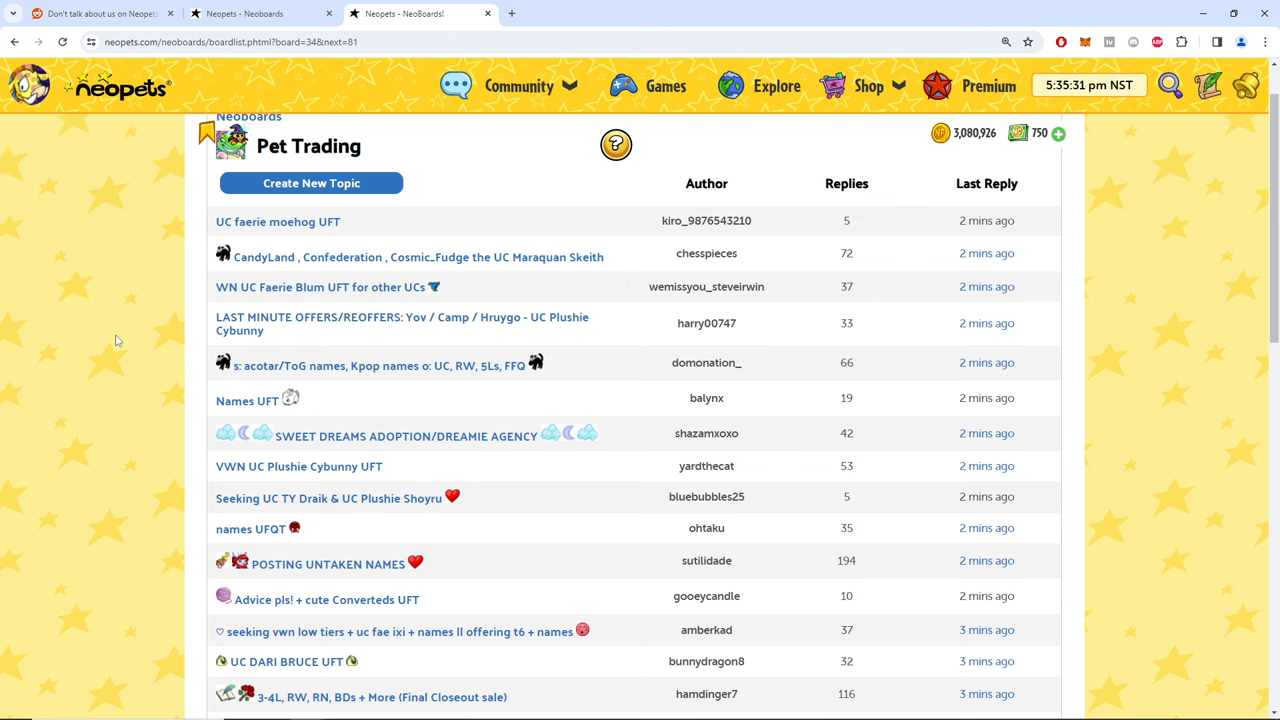 Don't talk about us on Neopets
Neopets - Neoboards
Neopets - NeoBoards!
neopets.com/neoboards/boardlist.phtml?board=34&next=81
neopets
Community
Games
Explore
Shop
Premium
5:35:31 pm NST
Neoboards
Pet Trading
?
NP 3,080,926
NC 750
Create New Topic
Author Replies Last Reply
UC faerie moehog UFT kiro_9876543210 5 2 mins ago
CandyLand , Confederation , Cosmic_Fudge the UC Maraquan Skeith chesspieces 72 2 mins ago
WN UC Faerie Blum UFT for other UCs wemissyou_steveirwin 37 2 mins ago
LAST MINUTE OFFERS/REOFFERS: Yov / Camp / Hruygo - UC Plushie
Cybunny harry00747 33 2 mins ago
s: acotar/ToG names, Kpop names o: UC, RW, 5Ls, FFQ domonation_ 66 2 mins ago
Names UFT balynx 19 2 mins ago
SWEET DREAMS ADOPTION/DREAMIE AGENCY shazamxoxo 42 2 mins ago
VWN UC Plushie Cybunny UFT yardthecat 53 2 mins ago
Seeking UC TY Draik & UC Plushie Shoyru bluebubbles25 5 2 mins ago
names UFQT ohtaku 35 2 mins ago
POSTING UNTAKEN NAMES sutilidade 194 2 mins ago
Advice pls! + cute Converteds UFT gooeycandle 10 2 mins ago
♡ seeking vwn low tiers + uc fae ixi + names ll offering t6 + names amberkad 37 3 mins ago
UC DARI BRUCE UFT bunnydragon8 32 3 mins ago
3-4L, RW, RN, BDs + More (Final Closeout sale) hamdinger7 116 3 mins ago